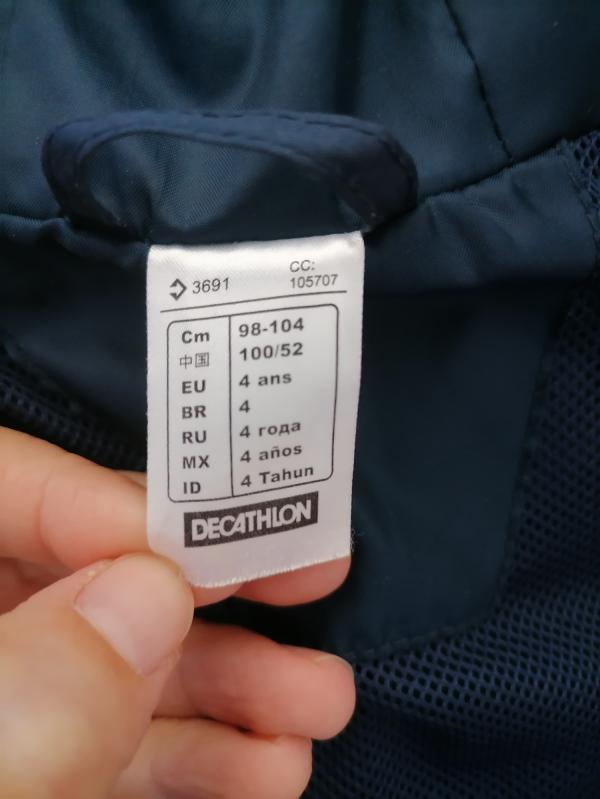 3691 CC:
105707
Cm 98-104
中国 100/52
EU 4 ans
BR 4
RU 4 года
MX 4 años
ID 4 Tahun
DECATHLON